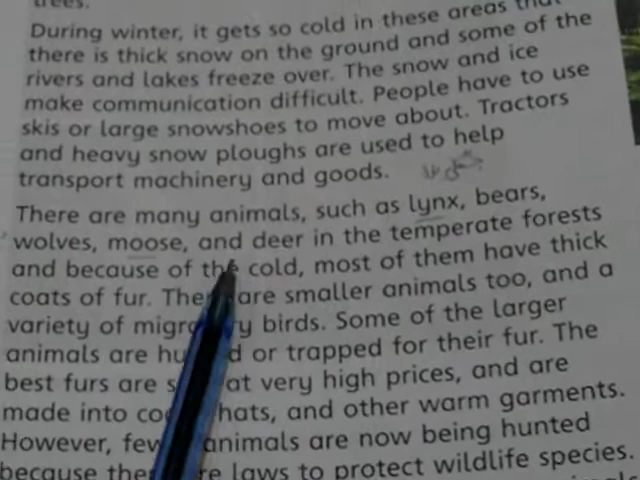 trees.
During winter, it gets so cold in these areas that
there is thick snow on the ground and some of the
rivers and lakes freeze over. The snow and ice
make communication difficult. People have to use
skis or large snowshoes to move about. Tractors
and heavy snow ploughs are used to help
transport machinery and goods.
There are many animals, such as lynx, bears,
wolves, moose, and deer in the temperate forests
and because of the cold, most of them have thick
coats of fur. The are smaller animals too, and a
variety of migr ry birds. Some of the larger
animals are hu d or trapped for their fur. The
best furs are s at very high prices, and are
made into co hats, and other warm garments.
However, few animals are now being hunted
because the re laws to protect wildlife species.